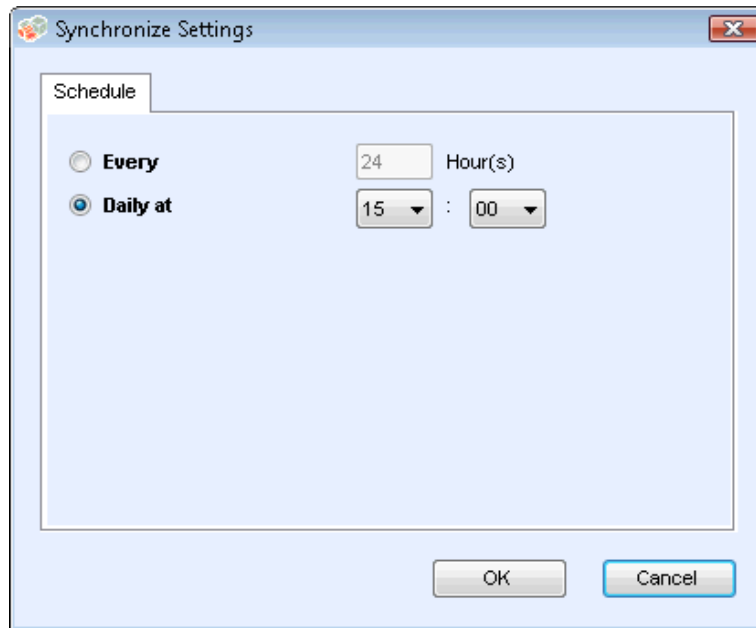 Synchronize Settings
Schedule
Every 24 Hour(s)
Daily at 15 : 00
OK Cancel